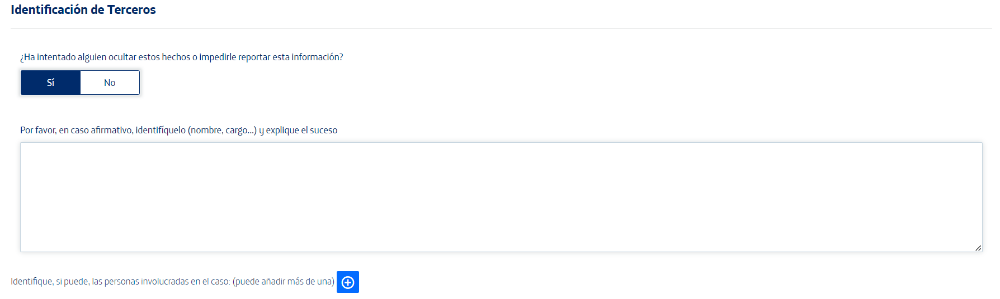 Identificación de Terceros
¿Ha intentado alguien ocultar estos hechos o impedirle reportar esta información?
Sí No
Por favor, en caso afirmativo, identifíquelo (nombre, cargo...) y explique el suceso
Identifique, si puede, las personas involucradas en el caso: (puede añadir más de una)